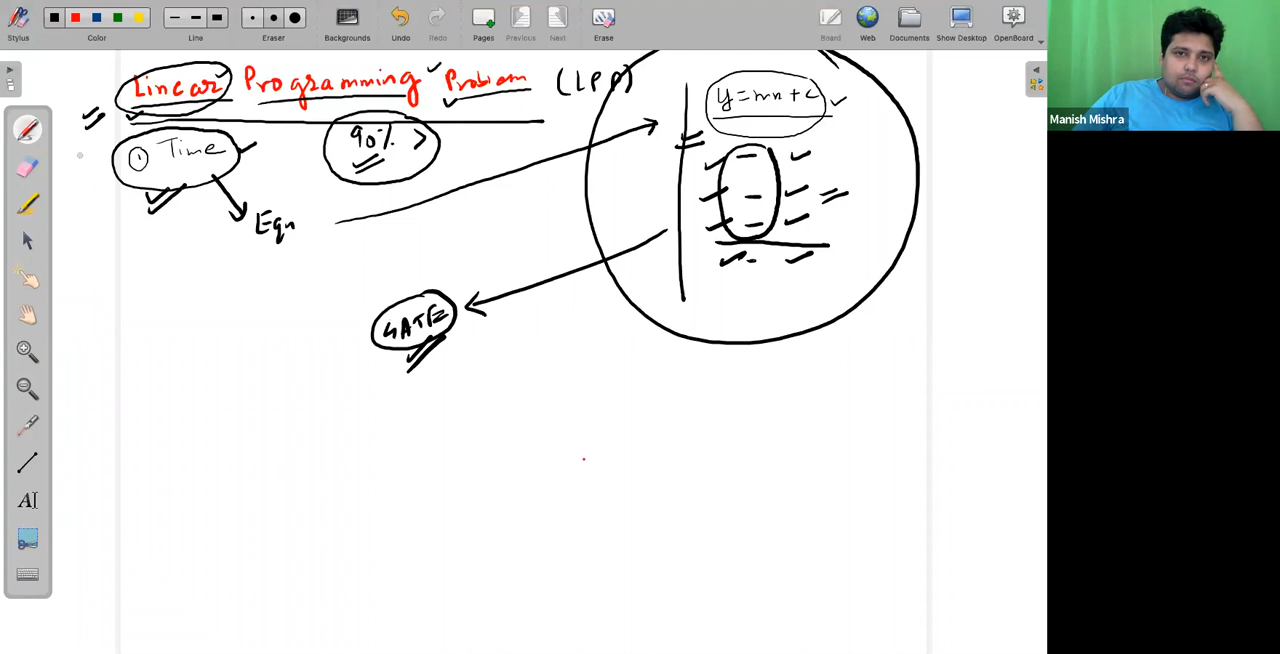 Stylus Color Line Eraser Backgrounds Undo Redo Pages Previous Next Erase Board Web Documents Show Desktop OpenBoard
Linear Programming Problem (LPP)
y=mx+c
① Time
90% >
Eqn
GATE
Manish Mishra